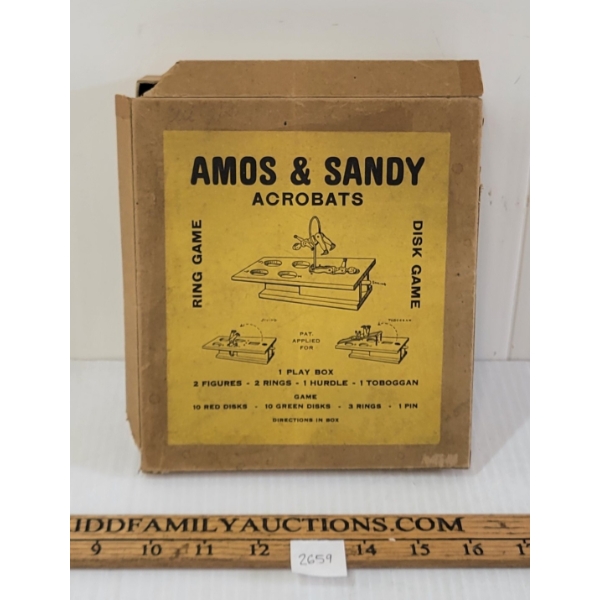 AMOS & SANDY
ACROBATS
RING GAME
DISK GAME
PAT.
APPLIED
FOR
1 PLAY BOX
2 FIGURES - 2 RINGS - 1 HURDLE - 1 TOBOGGAN
GAME
10 RED DISKS - 10 GREEN DISKS - 3 RINGS - 1 PIN
DIRECTIONS IN BOX
IDDFAMILYAUCTIONS.COM
9 10 11 12 14 15 16 17
2659